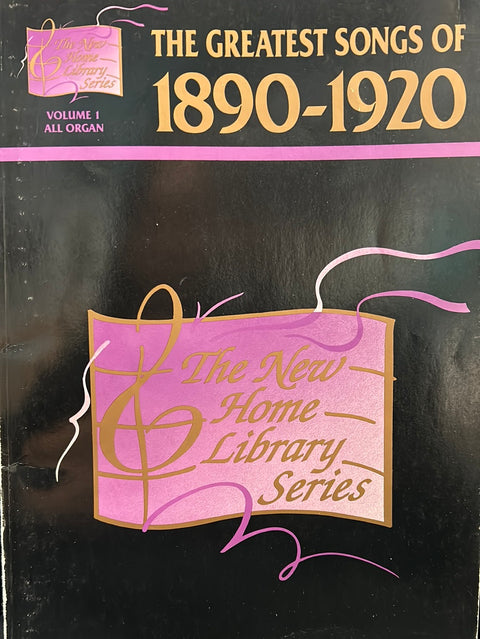 The New
Home
Library
Series
VOLUME 1
ALL ORGAN
THE GREATEST SONGS OF
1890-1920
The New
Home
Library
Series